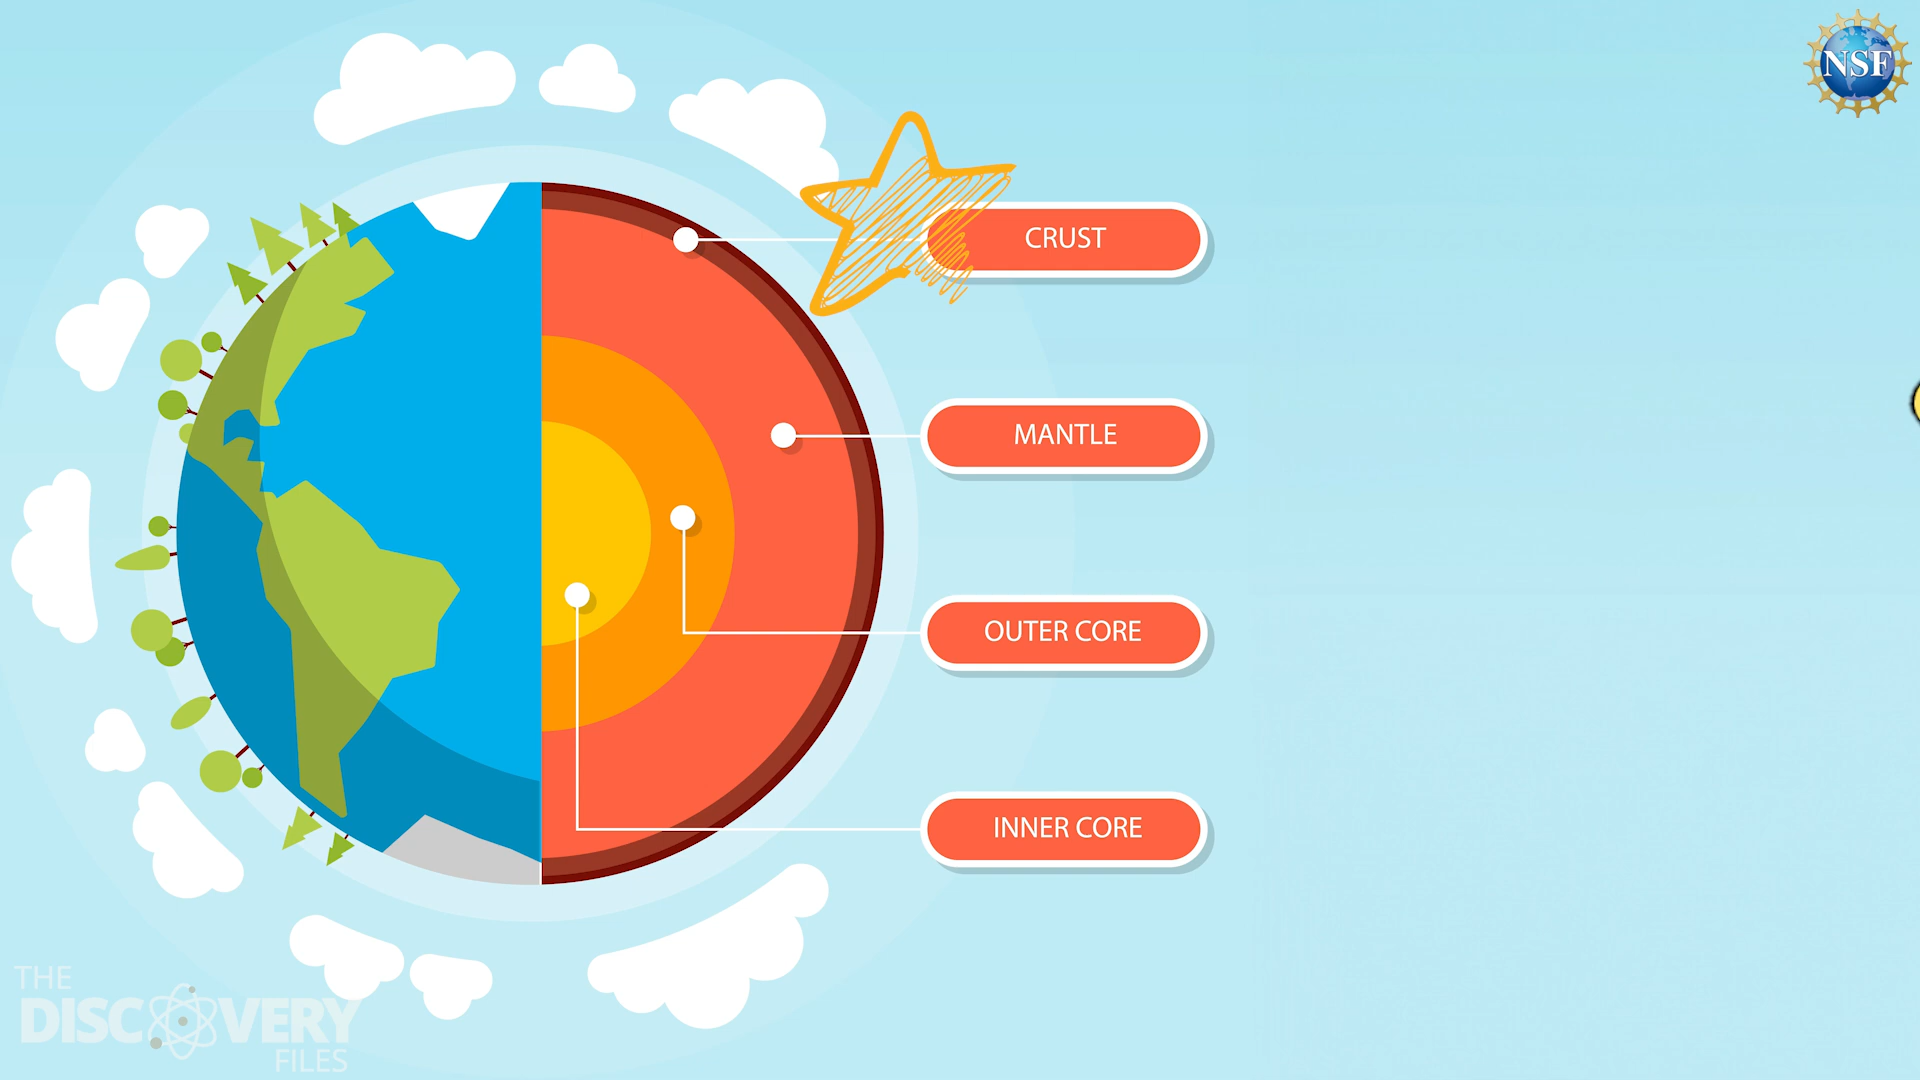 NSF
CRUST
MANTLE
OUTER CORE
INNER CORE
THE
DISCOVERY
FILES